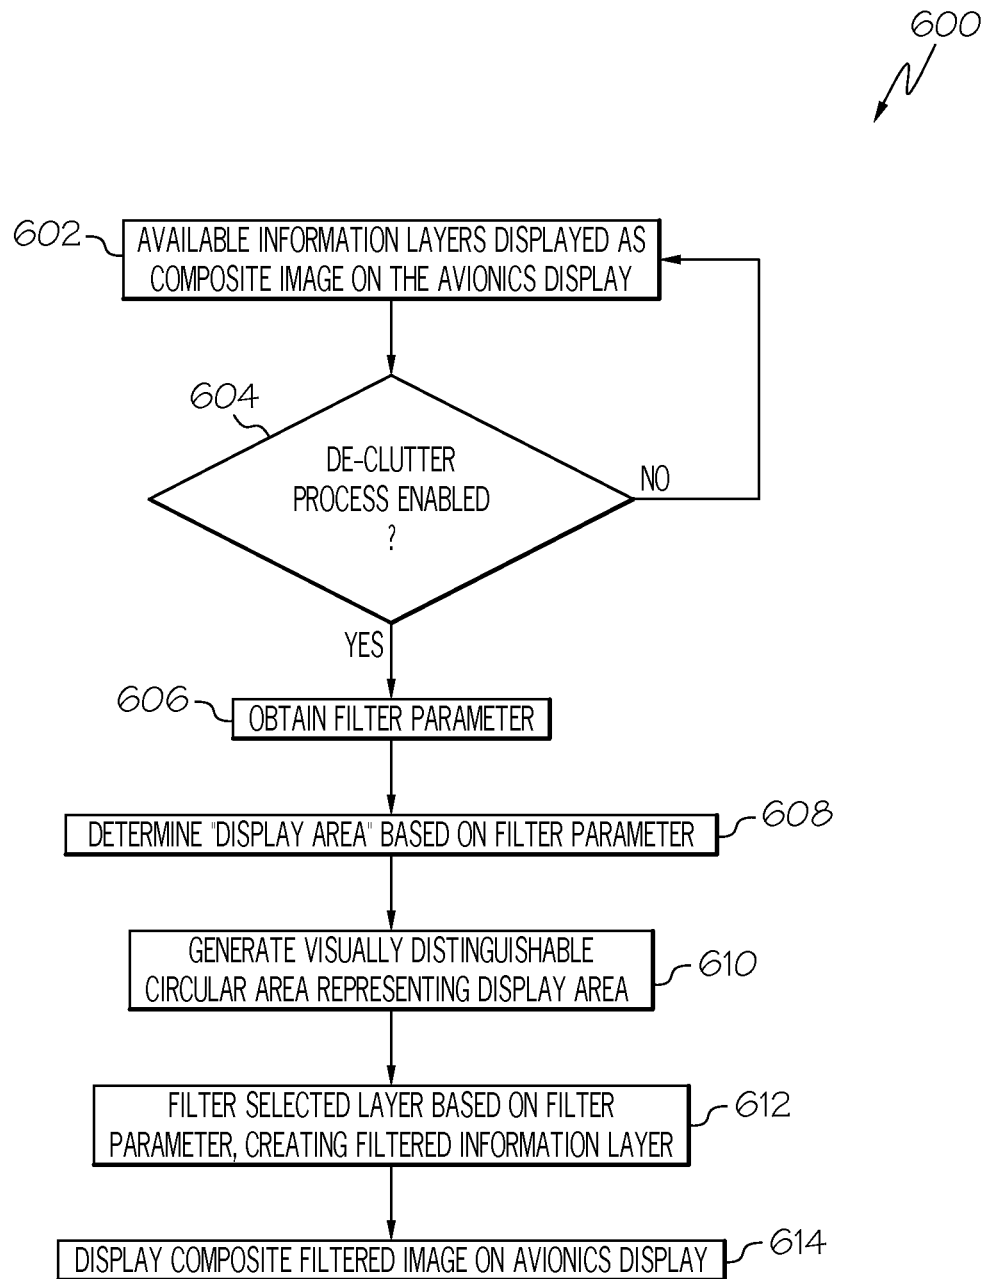 600
602
AVAILABLE INFORMATION LAYERS DISPLAYED AS
COMPOSITE IMAGE ON THE AVIONICS DISPLAY
604
DE-CLUTTER
PROCESS ENABLED
?
NO
YES
606
OBTAIN FILTER PARAMETER
DETERMINE "DISPLAY AREA" BASED ON FILTER PARAMETER
608
GENERATE VISUALLY DISTINGUISHABLE
CIRCULAR AREA REPRESENTING DISPLAY AREA
610
FILTER SELECTED LAYER BASED ON FILTER
PARAMETER, CREATING FILTERED INFORMATION LAYER
612
DISPLAY COMPOSITE FILTERED IMAGE ON AVIONICS DISPLAY
614